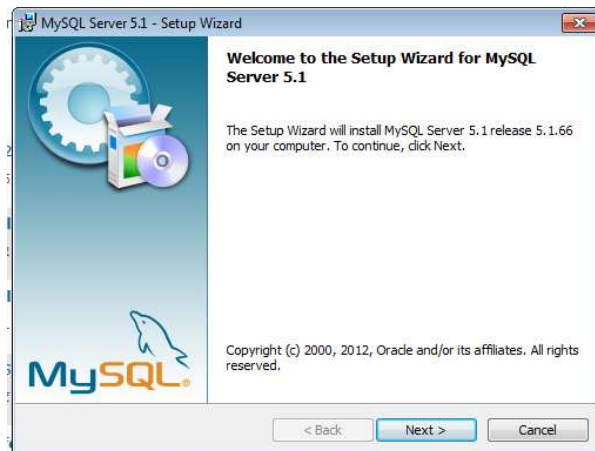 MySQL Server 5.1 - Setup Wizard
Welcome to the Setup Wizard for MySQL
Server 5.1
The Setup Wizard will install MySQL Server 5.1 release 5.1.66
on your computer. To continue, click Next.
MySQL®
Copyright (c) 2000, 2012, Oracle and/or its affiliates. All rights
reserved.
< Back
Next >
Cancel